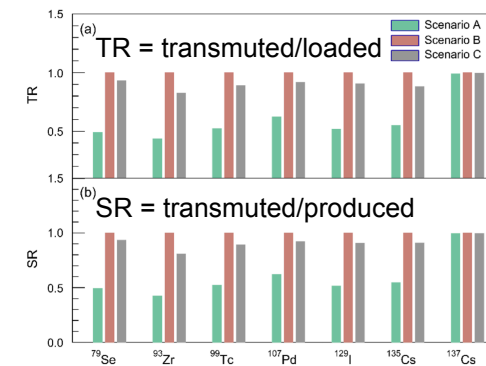 1.5
(a)
Scenario A
Scenario B
Scenario C
TR = transmuted/loaded
1.0
TR
0.5
1.5
(b)
SR = transmuted/produced
1.0
SR
0.5
0.0
⁷⁹Se ⁹³Zr ⁹⁹Tc ¹⁰⁷Pd ¹²⁹I ¹³⁵Cs ¹³⁷Cs